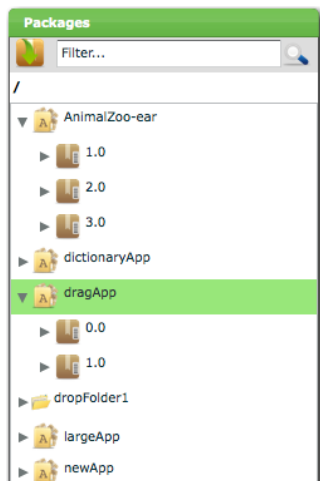 Packages
Filter...
/
AnimalZoo-ear
1.0
2.0
3.0
dictionaryApp
dragApp
0.0
1.0
dropFolder1
largeApp
newApp